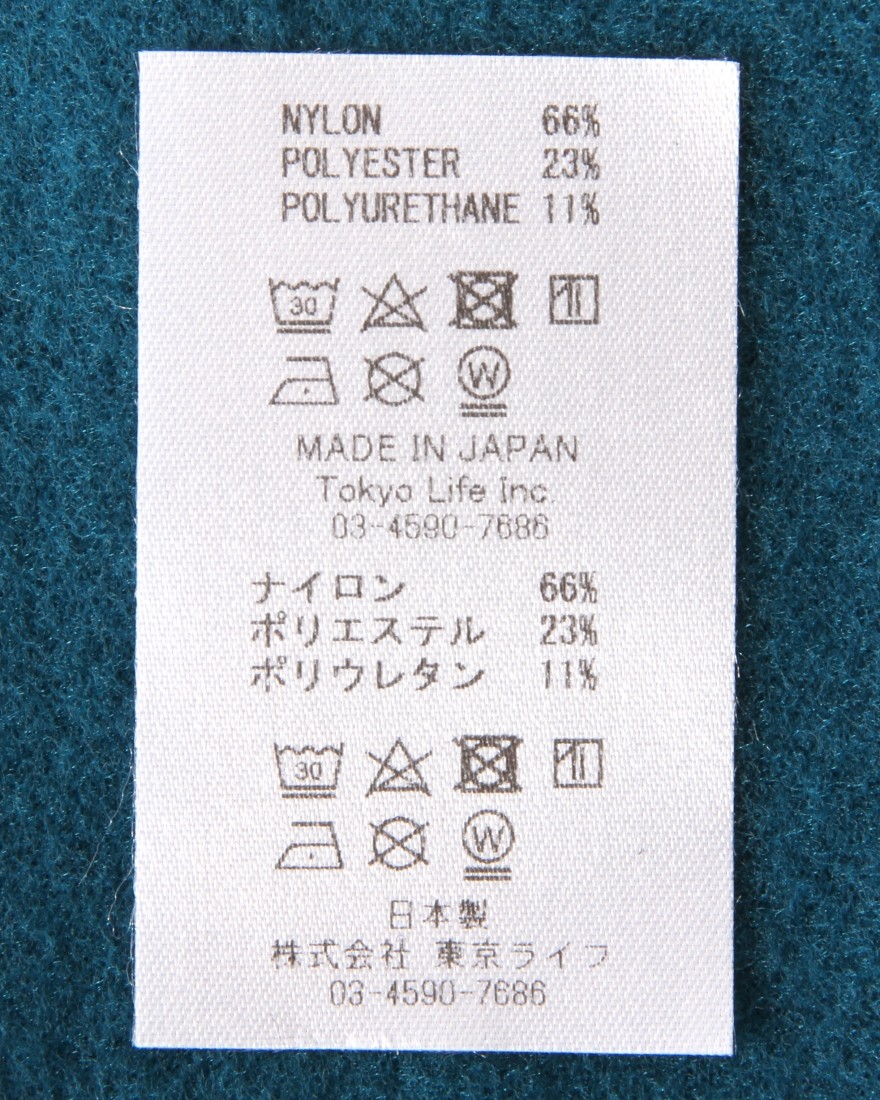 NYLON 66%
POLYESTER 23%
POLYURETHANE 11%
30
W
MADE IN JAPAN
Tokyo Life Inc.
03-4590-7686
ナイロン 66%
ポリエステル 23%
ポリウレタン 11%
30
W
日本製
株式会社 東京ライフ
03-4590-7686